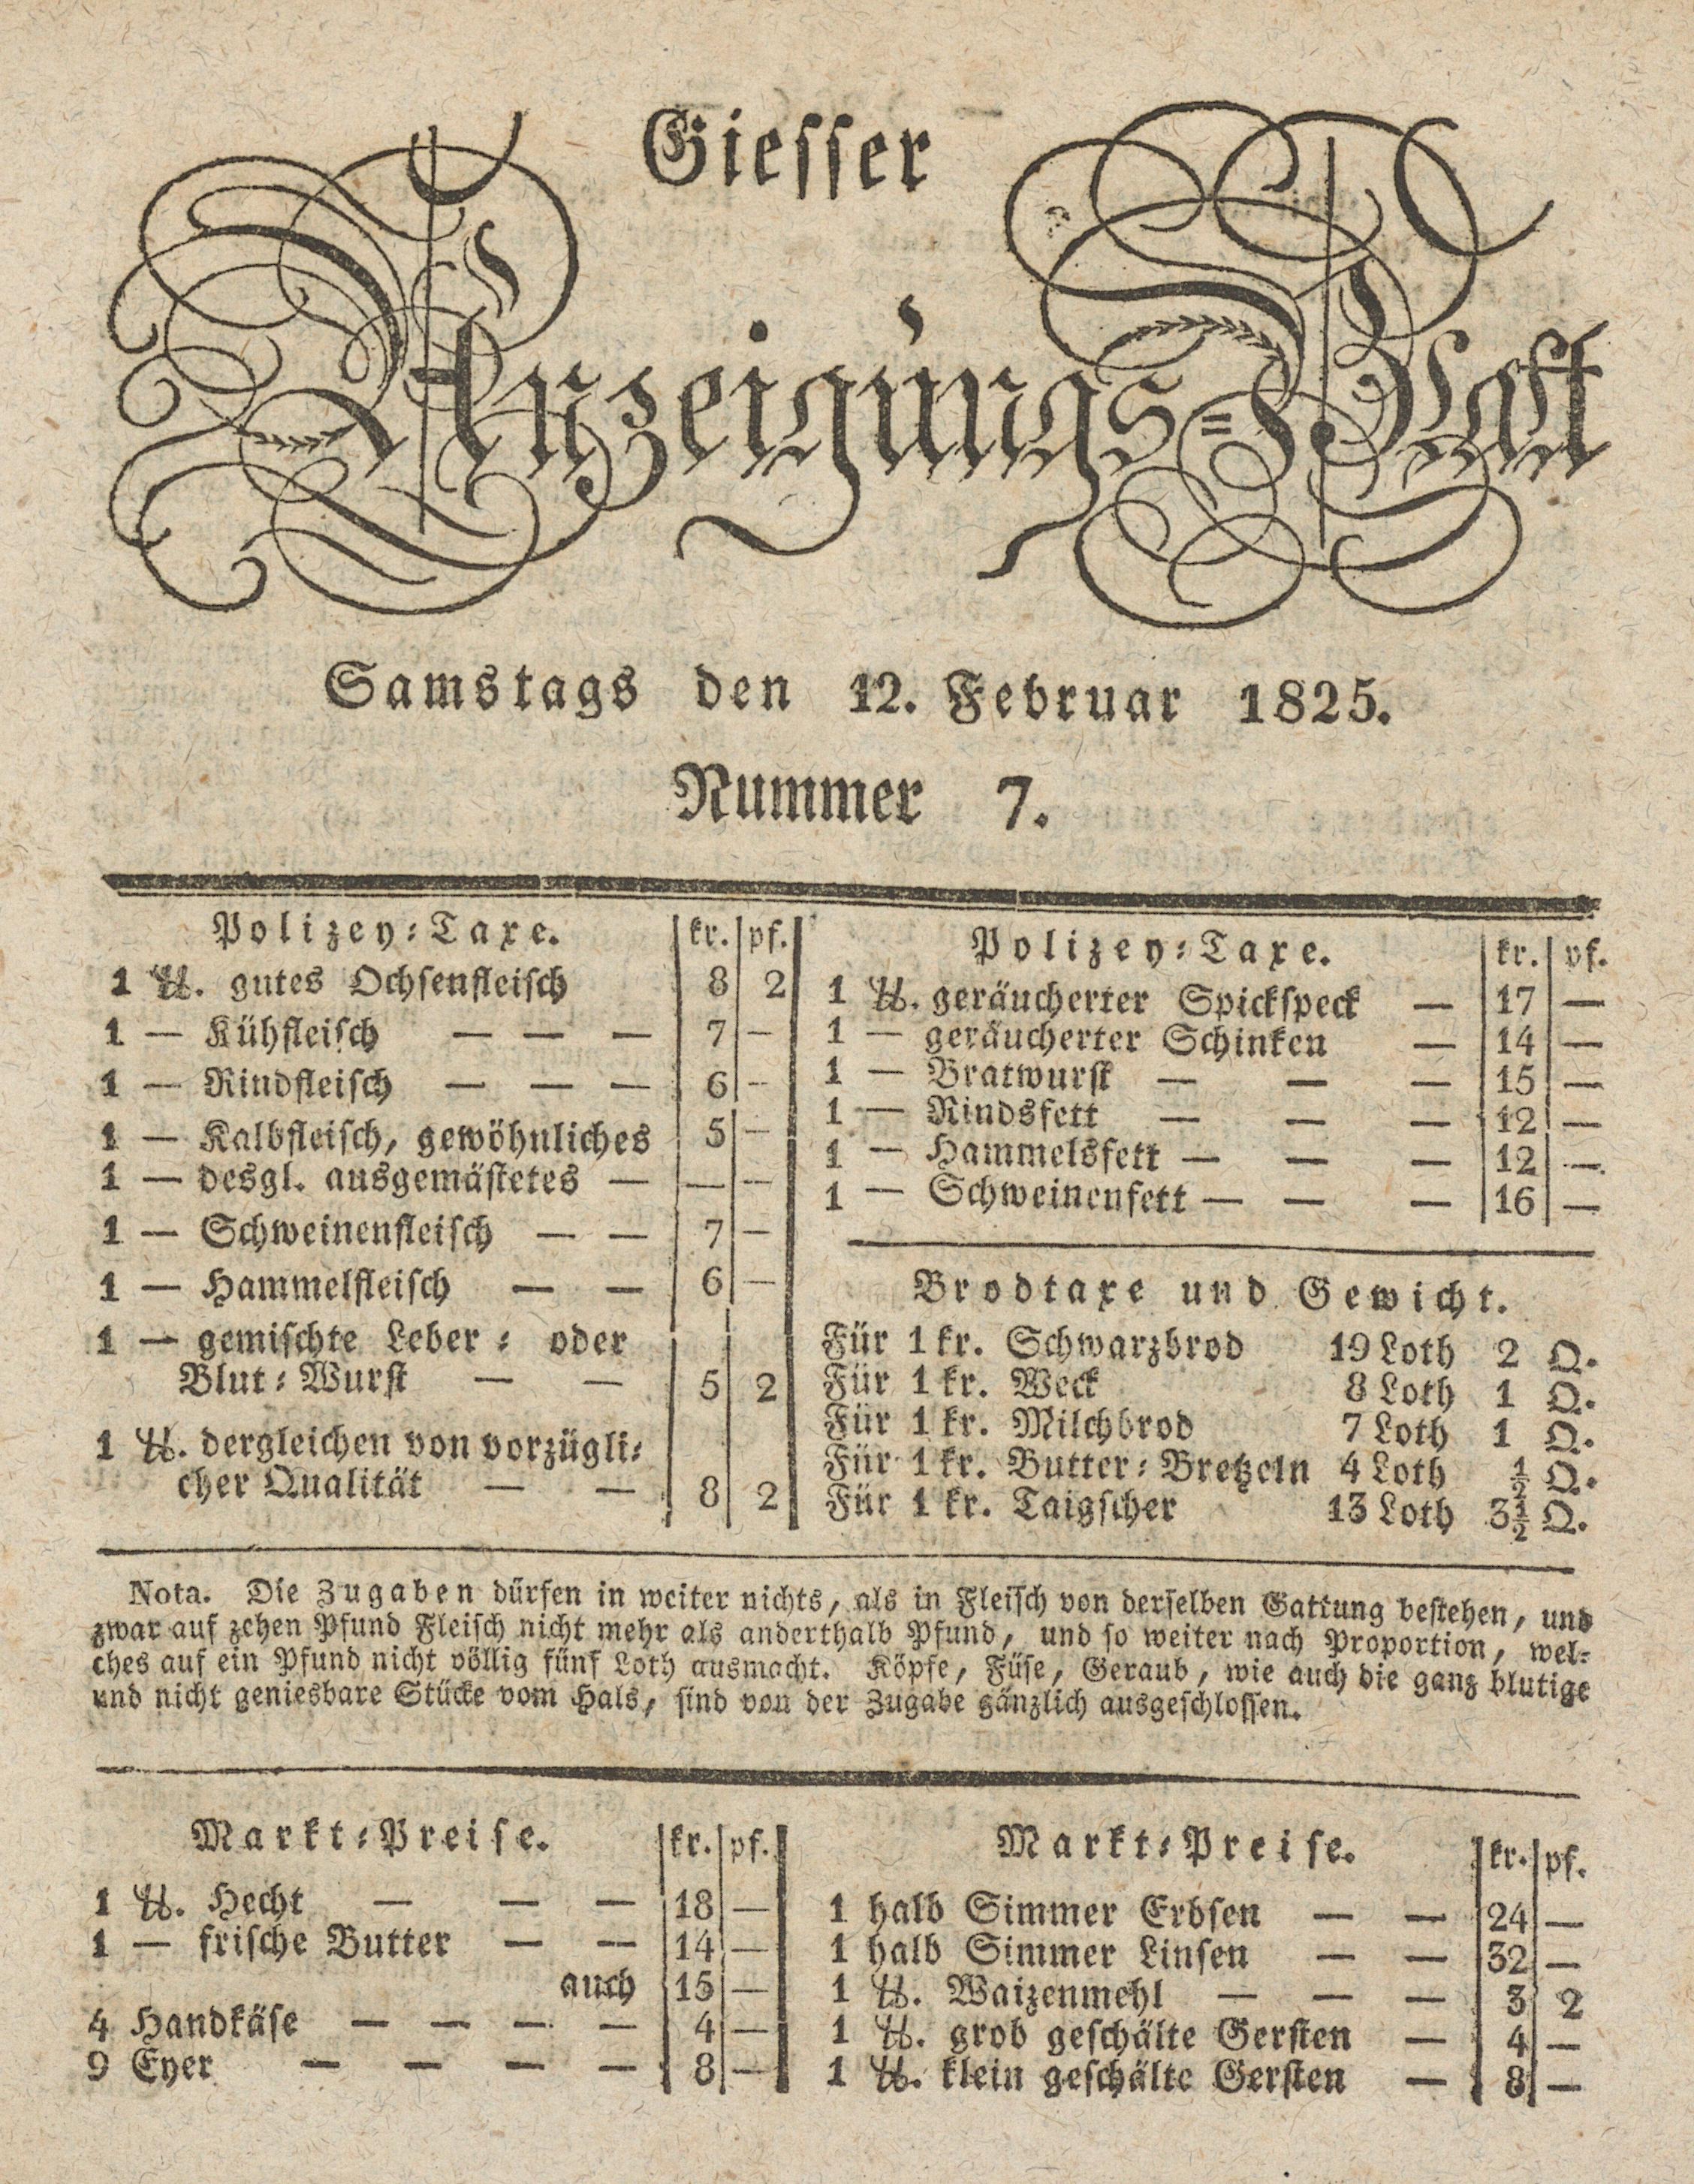 Giesser
Anzeigungs=Blatt
Samstags den 12. Februar 1825.
Nummer 7.
Polizey=Taxe. kr. pf.
1 ℔. gutes Ochsenfleisch 8 2
1 — Kühfleisch — — — 7 —
1 — Rindfleisch — — — 6 —
1 — Kalbfleisch, gewöhnliches 5 —
1 — desgl. ausgemästetes — — —
1 — Schweinenfleisch — — 7 —
1 — Hammelfleisch — — 6 —
1 — gemischte Leber= oder
Blut=Wurst — — 5 2
1 ℔. dergleichen von vorzügli=
cher Qualität — — 8 2
Polizey=Taxe. kr. pf.
1 ℔. geräucherter Spickspeck — 17 —
1 — geräucherter Schinken — 14 —
1 — Bratwurst — — — 15 —
1 — Rindsfett — — — 12 —
1 — Hammelsfett — — — 12 —
1 — Schweinenfett — — — 16 —
Brodtaxe und Gewicht.
Für 1 kr. Schwarzbrod 19 Loth 2 Q.
Für 1 kr. Weck 8 Loth 1 Q.
Für 1 kr. Milchbrod 7 Loth 1 Q.
Für 1 kr. Butter=Bretzeln 4 Loth ½ Q.
Für 1 kr. Taigscher 13 Loth 3½ Q.
Nota. Die Zugaben dürfen in weiter nichts, als in Fleisch von derselben Gattung bestehen, und
zwar auf zehen Pfund Fleisch nicht mehr als anderthalb Pfund, und so weiter nach Proportion, wel=
ches auf ein Pfund nicht völlig fünf Loth ausmacht. Köpfe, Füse, Geraub, wie auch die ganz blutige
und nicht geniesbare Stücke vom Hals, sind von der Zugabe gänzlich ausgeschlossen.
Markt=Preise. kr. pf.
1 ℔. Hecht — — — 18 —
1 — frische Butter — — 14 —
auch 15 —
4 Handkäse — — — — 4 —
9 Eyer — — — — 8 —
Markt=Preise. kr. pf.
1 halb Simmer Erbsen — — 24 —
1 halb Simmer Linsen — — 32 —
1 ℔. Waizenmehl — — — 3 2
1 ℔. grob geschälte Gersten — 4 —
1 ℔. klein geschälte Gersten — 8 —